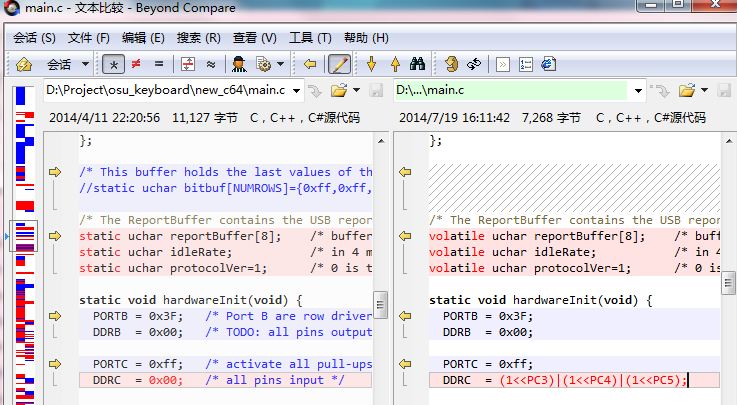 main.c - 文本比较 - Beyond Compare
会话 (S) 文件 (F) 编辑 (E) 搜索 (R) 查看 (V) 工具 (T) 帮助 (H)
会话
D:\Project\osu_keyboard\new_c64\main.c D:\...\main.c
2014/4/11 22:20:56 11,127 字节 C，C++，C#源代码 2014/7/19 16:11:42 7,268 字节 C，C++，C#源代码
}; };
/* This buffer holds the last values of th
//static uchar bitbuf[NUMROWS]={0xff,0xff,
/* The ReportBuffer contains the USB repor /* The ReportBuffer contains the USB repor
static uchar reportBuffer[8]; /* buffer volatile uchar reportBuffer[8]; /* buf
static uchar idleRate; /* in 4 m volatile uchar idleRate; /* in 4
static uchar protocolVer=1; /* 0 is t volatile uchar protocolVer=1; /* 0 is
static void hardwareInit(void) { static void hardwareInit(void) {
PORTB = 0x3F; /* Port B are row driver PORTB = 0x3F;
DDRB = 0x00; /* TODO: all pins output DDRB = 0x00;
PORTC = 0xff; /* activate all pull-ups PORTC = 0xff;
DDRC = 0x00; /* all pins input */ DDRC = (1<<PC3)|(1<<PC4)|(1<<PC5);